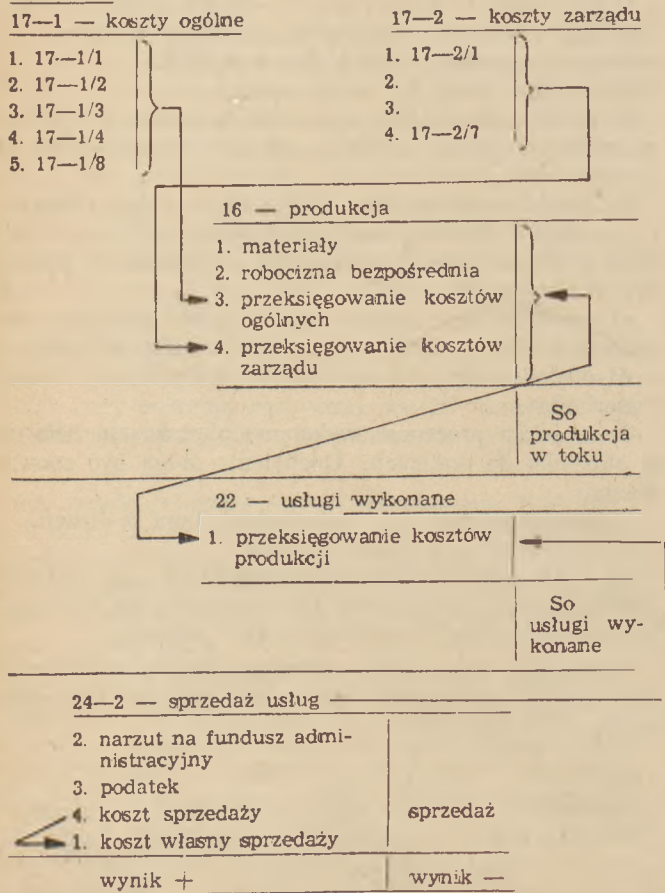 17—1 — koszty ogólne
1. 17—1/1
2. 17—1/2
3. 17—1/3
4. 17—1/4
5. 17—1/8
17—2 — koszty zarządu
1. 17—2/1
2.
3.
4. 17—2/7
16 — produkcja
1. materiały
2. robocizna bezpośrednia
3. przeksięgowanie kosztów
ogólnych
4. przeksięgowanie kosztów
zarządu
So
produkcja
w toku
22 — usługi wykonane
1. przeksięgowanie kosztów
produkcji
So
usługi wy-
konane
24—2 — sprzedaż usług
2. narzut na fundusz admi-
nistracyjny
3. podatek
4. koszt sprzedaży
1. koszt własny sprzedaży
sprzedaż
wynik +
wynik —